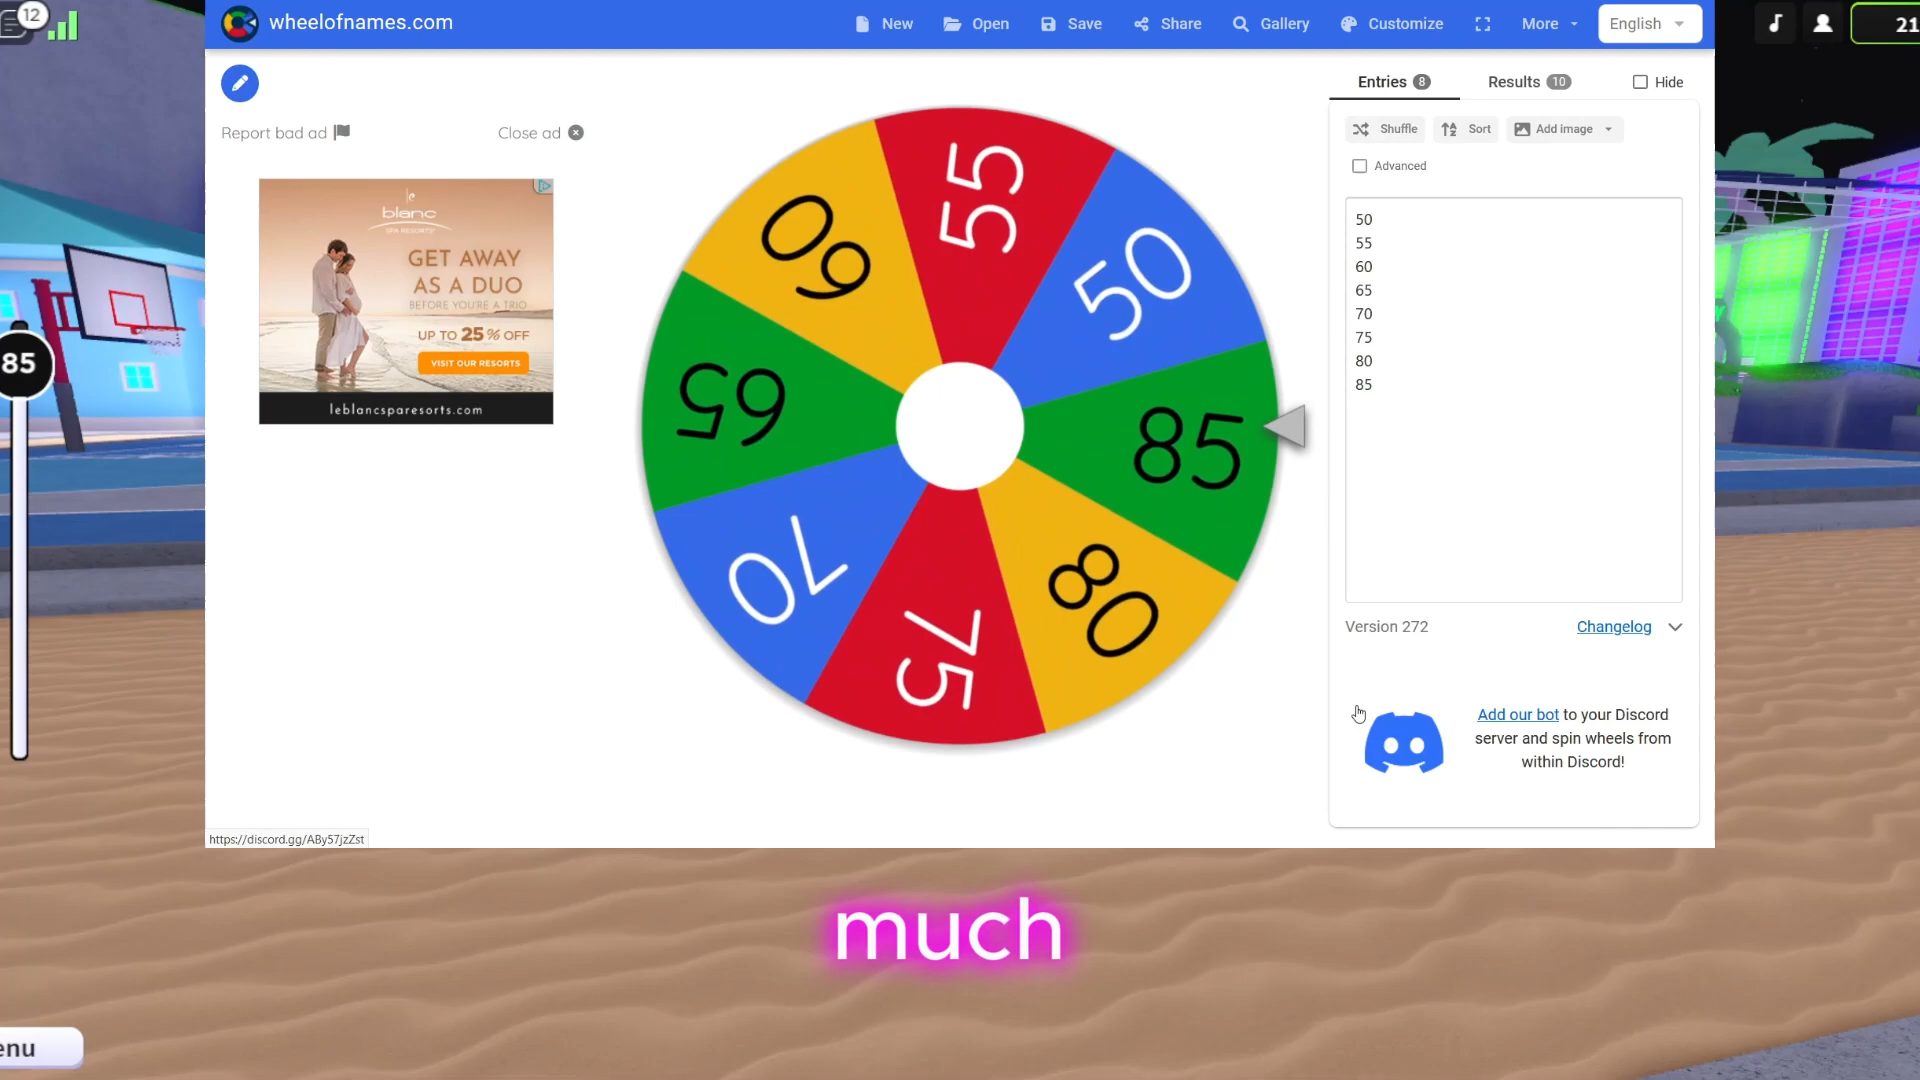 12
wheelofnames.com
New
Open
Save
Share
Gallery
Customize
More
English
21
Report bad ad
Close ad
le
blanc
SPA RESORTS
GET AWAY
AS A DUO
BEFORE YOU'RE A TRIO
UP TO 25% OFF
VISIT OUR RESORTS
leblancsparesorts.com
85
55
50
85
80
75
70
65
60
Entries 8
Results 10
Hide
Shuffle
Sort
Add image
Advanced
50
55
60
65
70
75
80
85
Version 272
Changelog
Add our bot to your Discord
server and spin wheels from
within Discord!
https://discord.gg/ABy57jzZst
much
enu